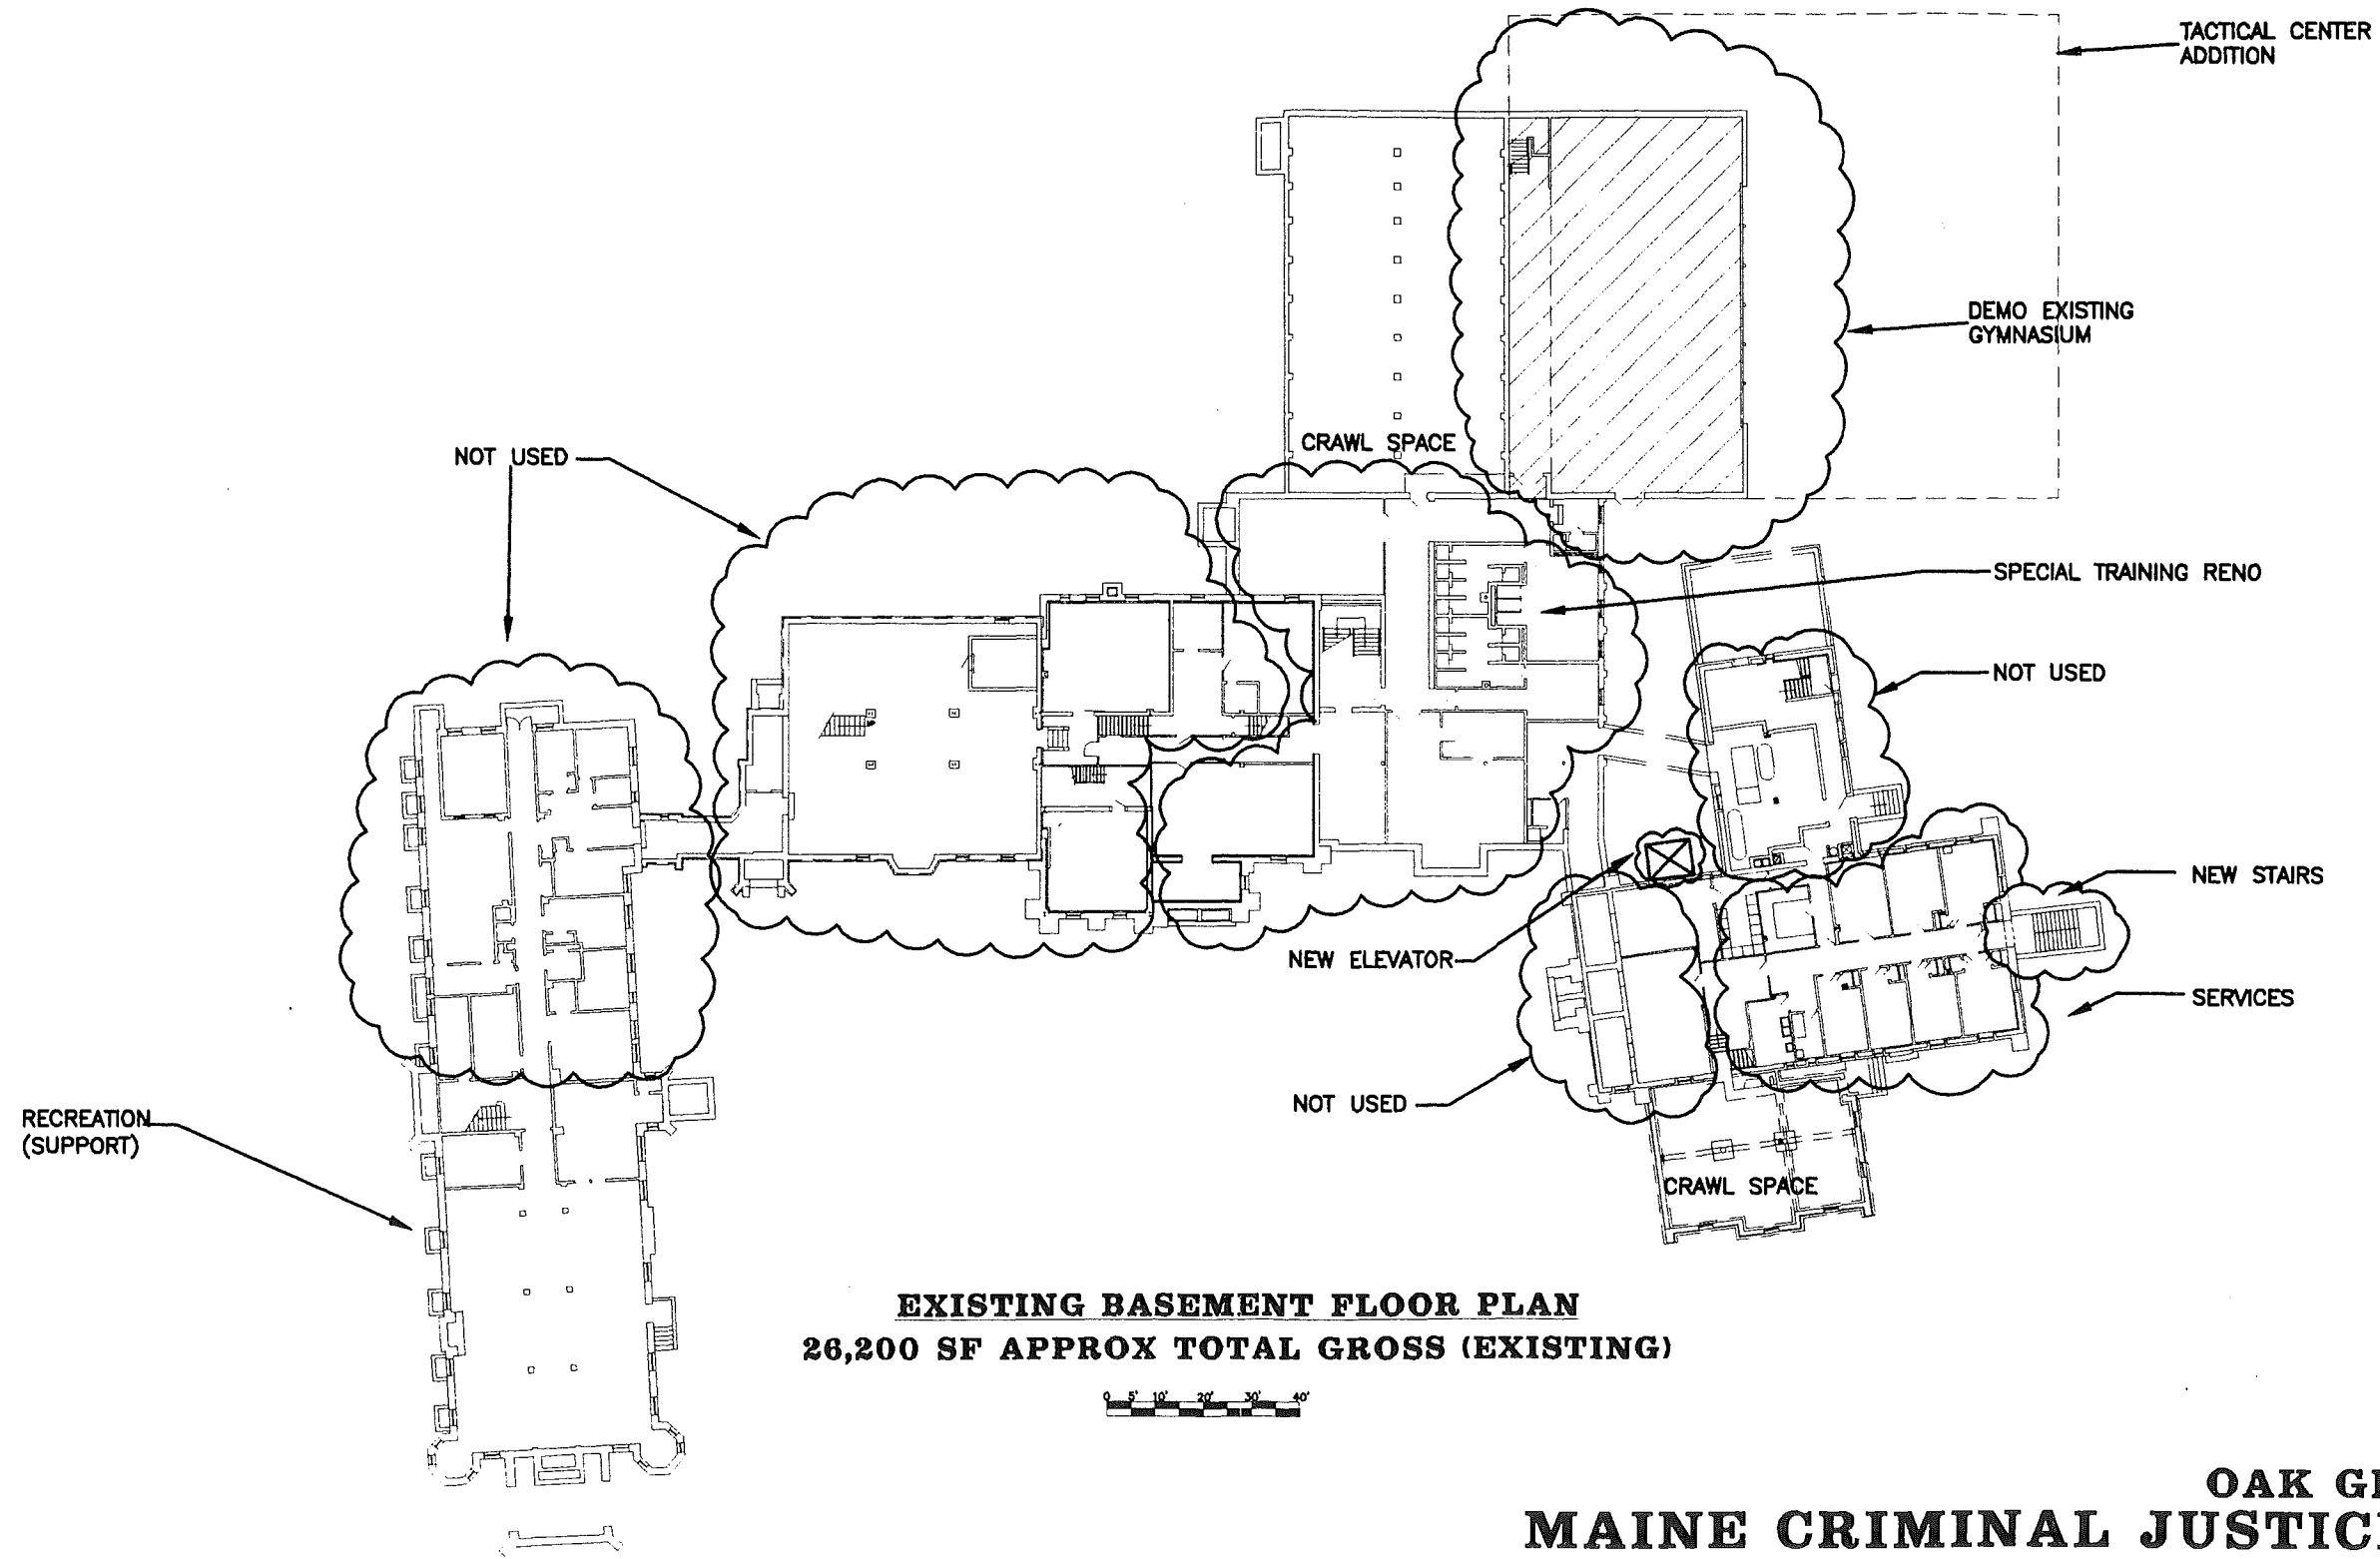 TACTICAL CENTER
ADDITION
DEMO EXISTING
GYMNASIUM
CRAWL SPACE
NOT USED
SPECIAL TRAINING RENO
NOT USED
NEW STAIRS
NEW ELEVATOR
SERVICES
NOT USED
RECREATION
(SUPPORT)
CRAWL SPACE
EXISTING BASEMENT FLOOR PLAN
26,200 SF APPROX TOTAL GROSS (EXISTING)
0 5' 10' 20' 30' 40'
OAK
MAINE CRIMINAL